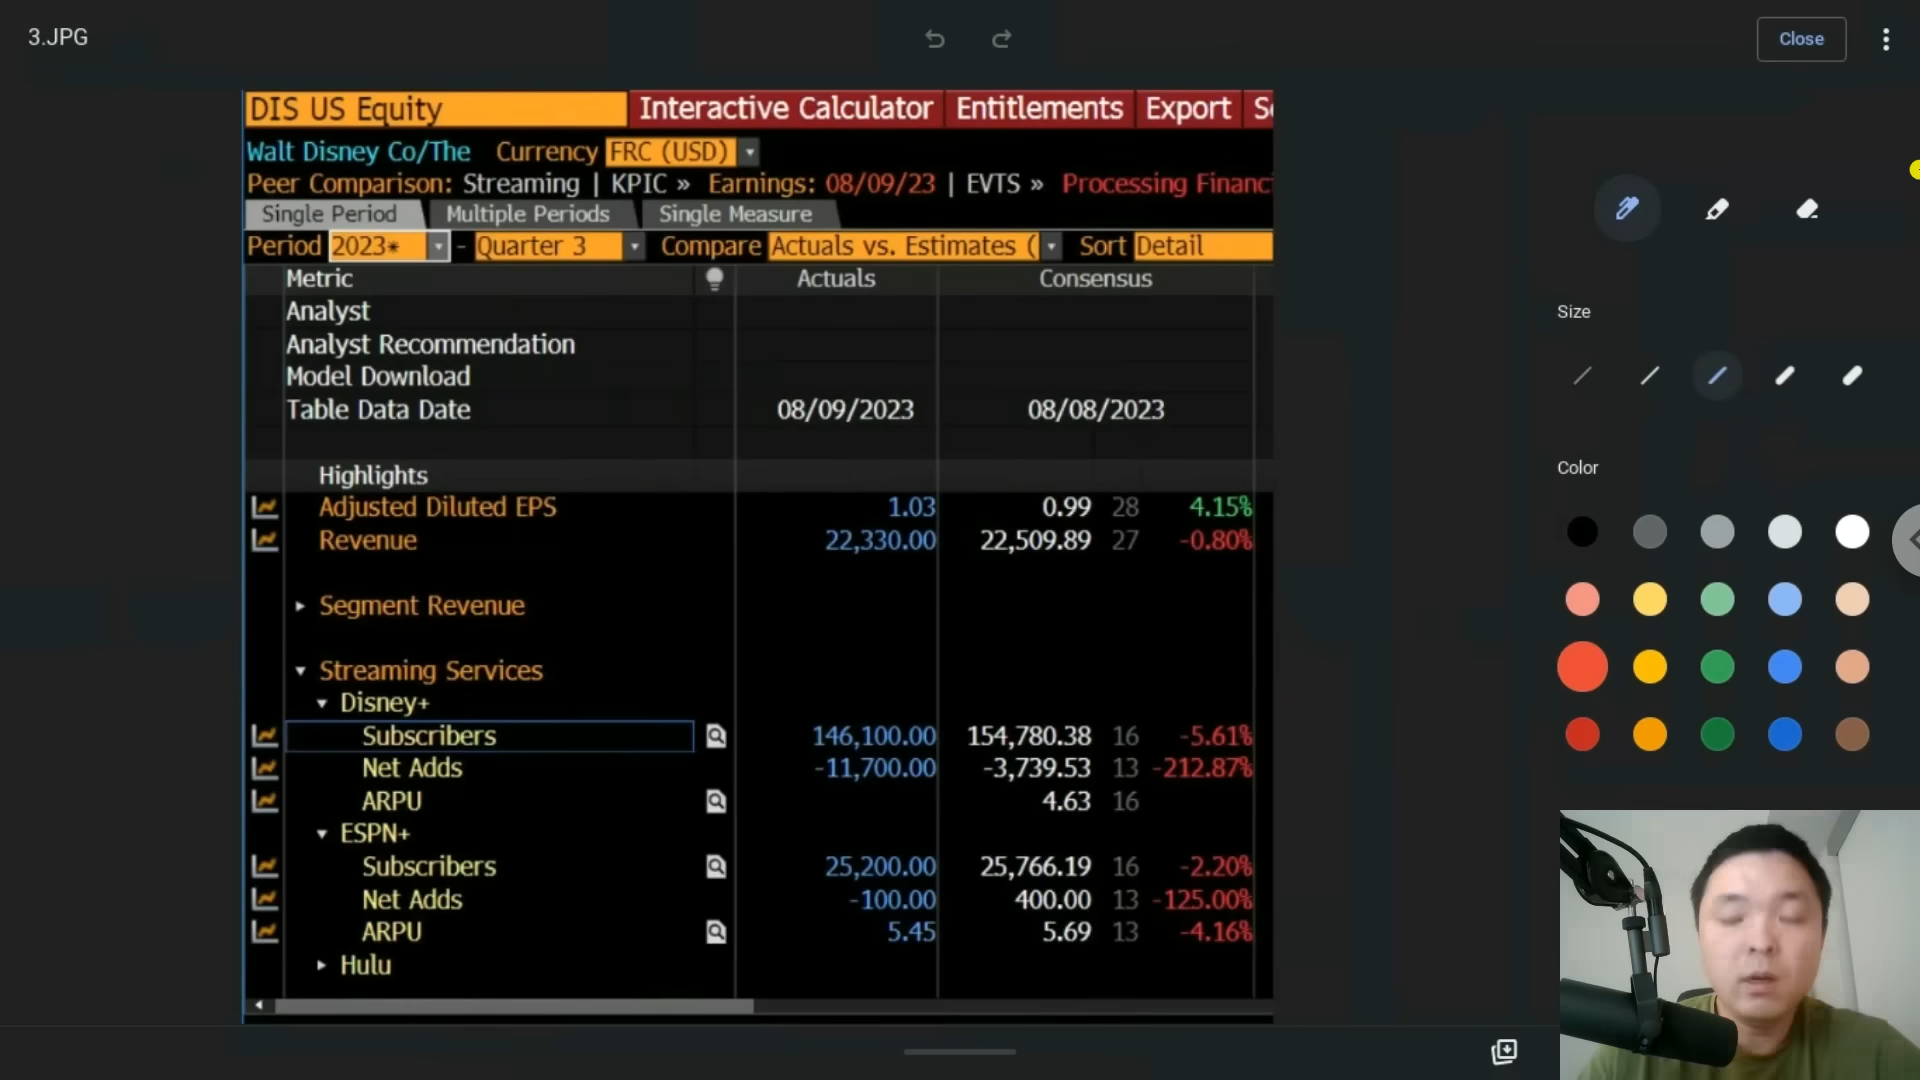 3.JPG
Close
DIS US Equity Interactive Calculator Entitlements Export
Walt Disney Co/The Currency FRC (USD)
Peer Comparison: Streaming | KPIC » Earnings: 08/09/23 | EVTS » Processing Financi
Single Period Multiple Periods Single Measure
Period 2023* - Quarter 3 Compare Actuals vs. Estimates ( Sort Detail
Metric Actuals Consensus
Analyst
Analyst Recommendation
Model Download
Table Data Date 08/09/2023 08/08/2023
Highlights
Adjusted Diluted EPS 1.03 0.99 28 4.15%
Revenue 22,330.00 22,509.89 27 -0.80%
Segment Revenue
Streaming Services
Disney+
Subscribers 146,100.00 154,780.38 16 -5.61%
Net Adds -11,700.00 -3,739.53 13 -212.87%
ARPU 4.63 16
ESPN+
Subscribers 25,200.00 25,766.19 16 -2.20%
Net Adds -100.00 400.00 13 -125.00%
ARPU 5.45 5.69 13 -4.16%
Hulu
Size
Color